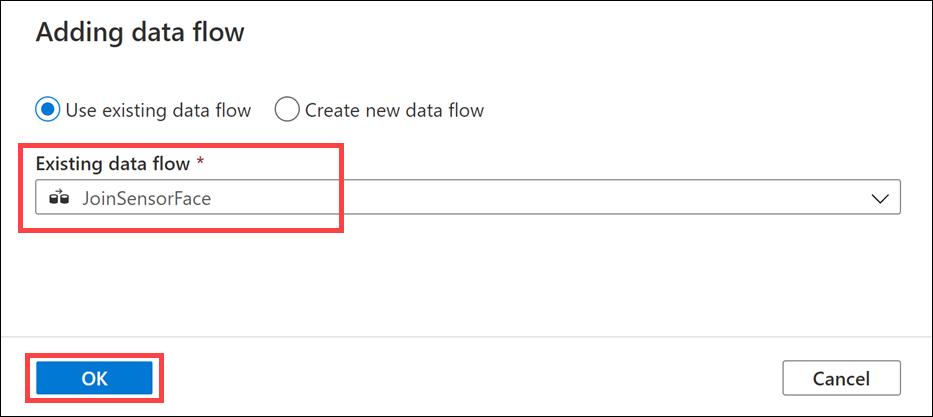 Adding data flow
Use existing data flow Create new data flow
Existing data flow *
JoinSensorFace
OK Cancel